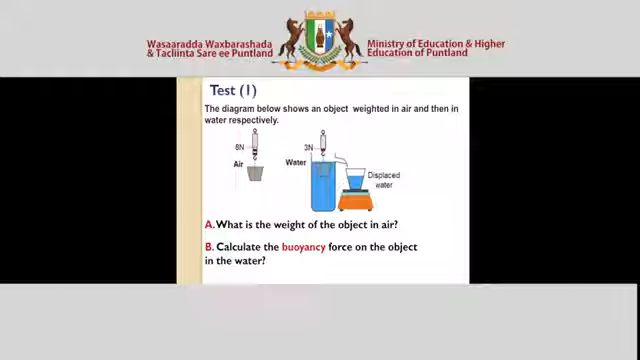 Wasaaradda Waxbarashada
& Tacliinta Sare ee Puntland
Ministry of Education & Higher
Education of Puntland
Test (1)
The diagram below shows an object weighted in air and then in
water respectively.
8N
Air
3N
Water
Displaced
water
A. What is the weight of the object in air?
B. Calculate the buoyancy force on the object
in the water?